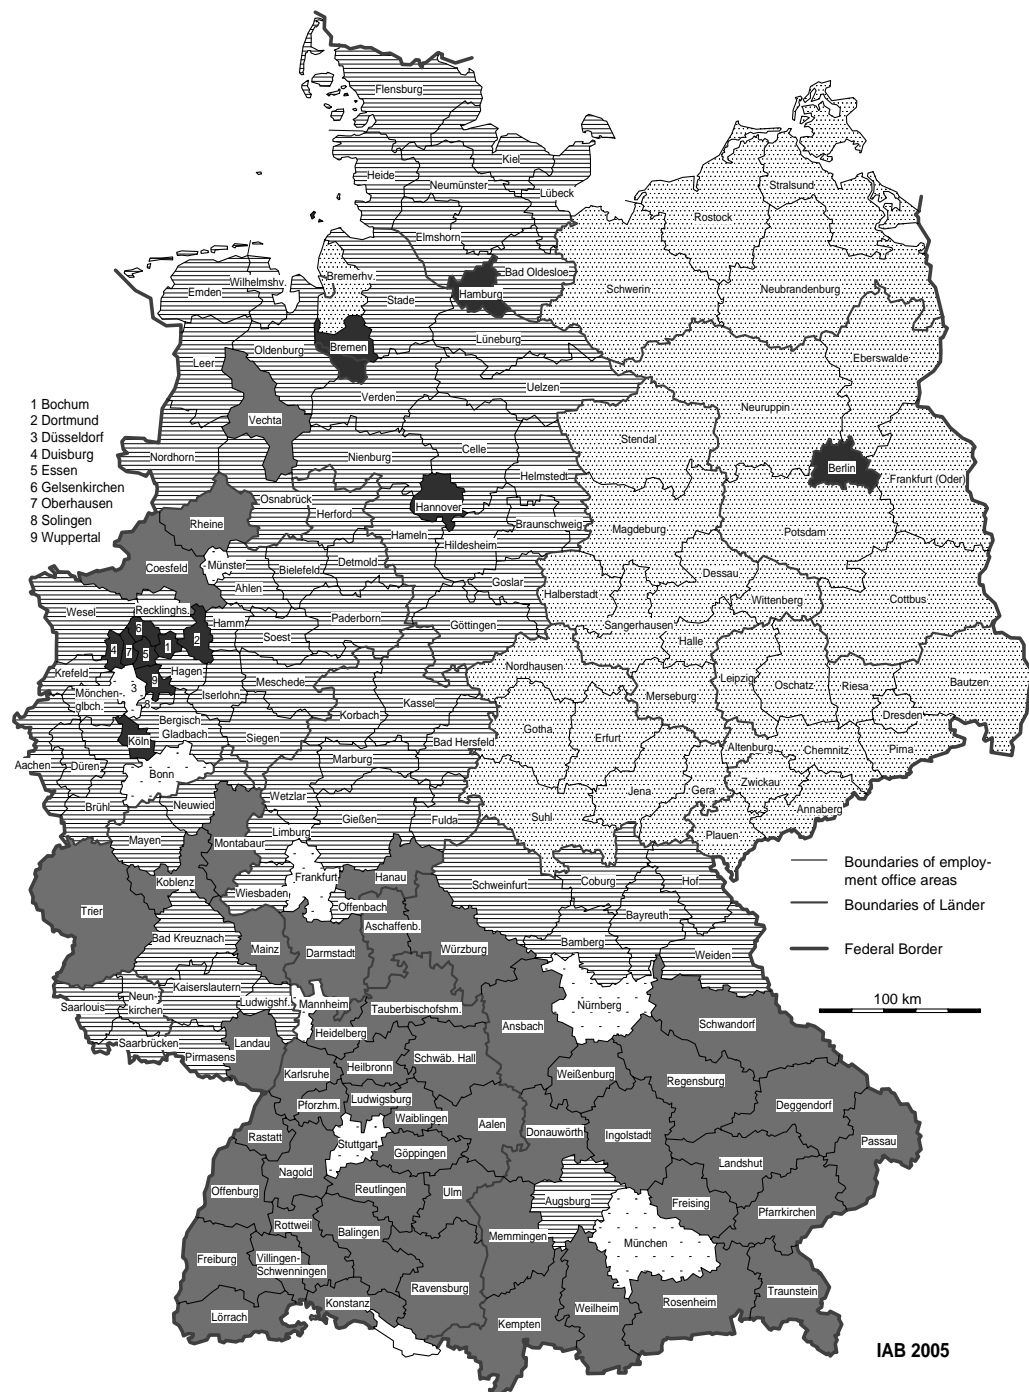 Flensburg
Kiel
Heide
Neumünster
Lübeck
Stralsund
Rostock
Elmshorn
Bad Oldesloe
Bremerhv.
Wilhelmshv.
Emden
Hamburg
Stade
Schwerin
Neubrandenburg
Bremen
Lüneburg
Oldenburg
Leer
Eberswalde
Uelzen
Verden
Neuruppin
1 Bochum
2 Dortmund
3 Düsseldorf
4 Duisburg
5 Essen
6 Gelsenkirchen
7 Oberhausen
8 Solingen
9 Wuppertal
Vechta
Stendal
Celle
Nordhorn
Nienburg
Berlin
Helmstedt
Frankfurt (Oder)
Osnabrück
Hannover
Herford
Rheine
Braunschweig
Magdeburg
Potsdam
Hameln
Hildesheim
Detmold
Münster
Coesfeld
Bielefeld
Dessau
Goslar
Ahlen
Halberstadt
Wittenberg
Cottbus
Wesel
Recklinghs.
Paderborn
Hamm
Göttingen
Sangerhausen
6
2
1
Soest
Halle
4
7
5
Nordhausen
Krefeld
Hagen
9
Meschede
Leipzig
Oschatz
Riesa
Bautzen
3
Mönchen-
glbch.
Iserlohn
Merseburg
8
Kassel
Korbach
Dresden
Bergisch
Gladbach
Köln
Siegen
Gotha
Erfurt
Bad Hersfeld
Altenburg
Chemnitz
Pirna
Aachen
Düren
Marburg
Bonn
Zwickau
Brühl
Neuwied
Wetzlar
Jena
Gera
Annaberg
Gießen
Fulda
Suhl
Limburg
Plauen
Mayen
Montabaur
Boundaries of employ-
ment office areas
Koblenz
Frankfurt
Hanau
Schweinfurt
Coburg
Hof
Wiesbaden
Trier
Offenbach
Boundaries of Länder
Bayreuth
Aschaffenb.
Bad Kreuznach
Mainz
Darmstadt
Würzburg
Bamberg
Weiden
Federal Border
Kaiserslautern
Saarlouis
Neun-
kirchen
Ludwigshf.
Mannheim
Tauberbischofshm.
Nürnberg
100 km
Ansbach
Schwandorf
Heidelberg
Saarbrücken
Landau
Pirmasens
Schwäb. Hall
Heilbronn
Karlsruhe
Weißenburg
Regensburg
Pforzhm.
Ludwigsburg
Waiblingen
Deggendorf
Aalen
Donauwörth
Ingolstadt
Rastatt
Stuttgart
Göppingen
Passau
Nagold
Landshut
Offenburg
Reutlingen
Ulm
Augsburg
Freising
Pfarrkirchen
Rottweil
Balingen
Memmingen
München
Freiburg
Villingen-
Schwenningen
Ravensburg
Traunstein
Konstanz
Rosenheim
Lörrach
Weilheim
Kempten
IAB 2005